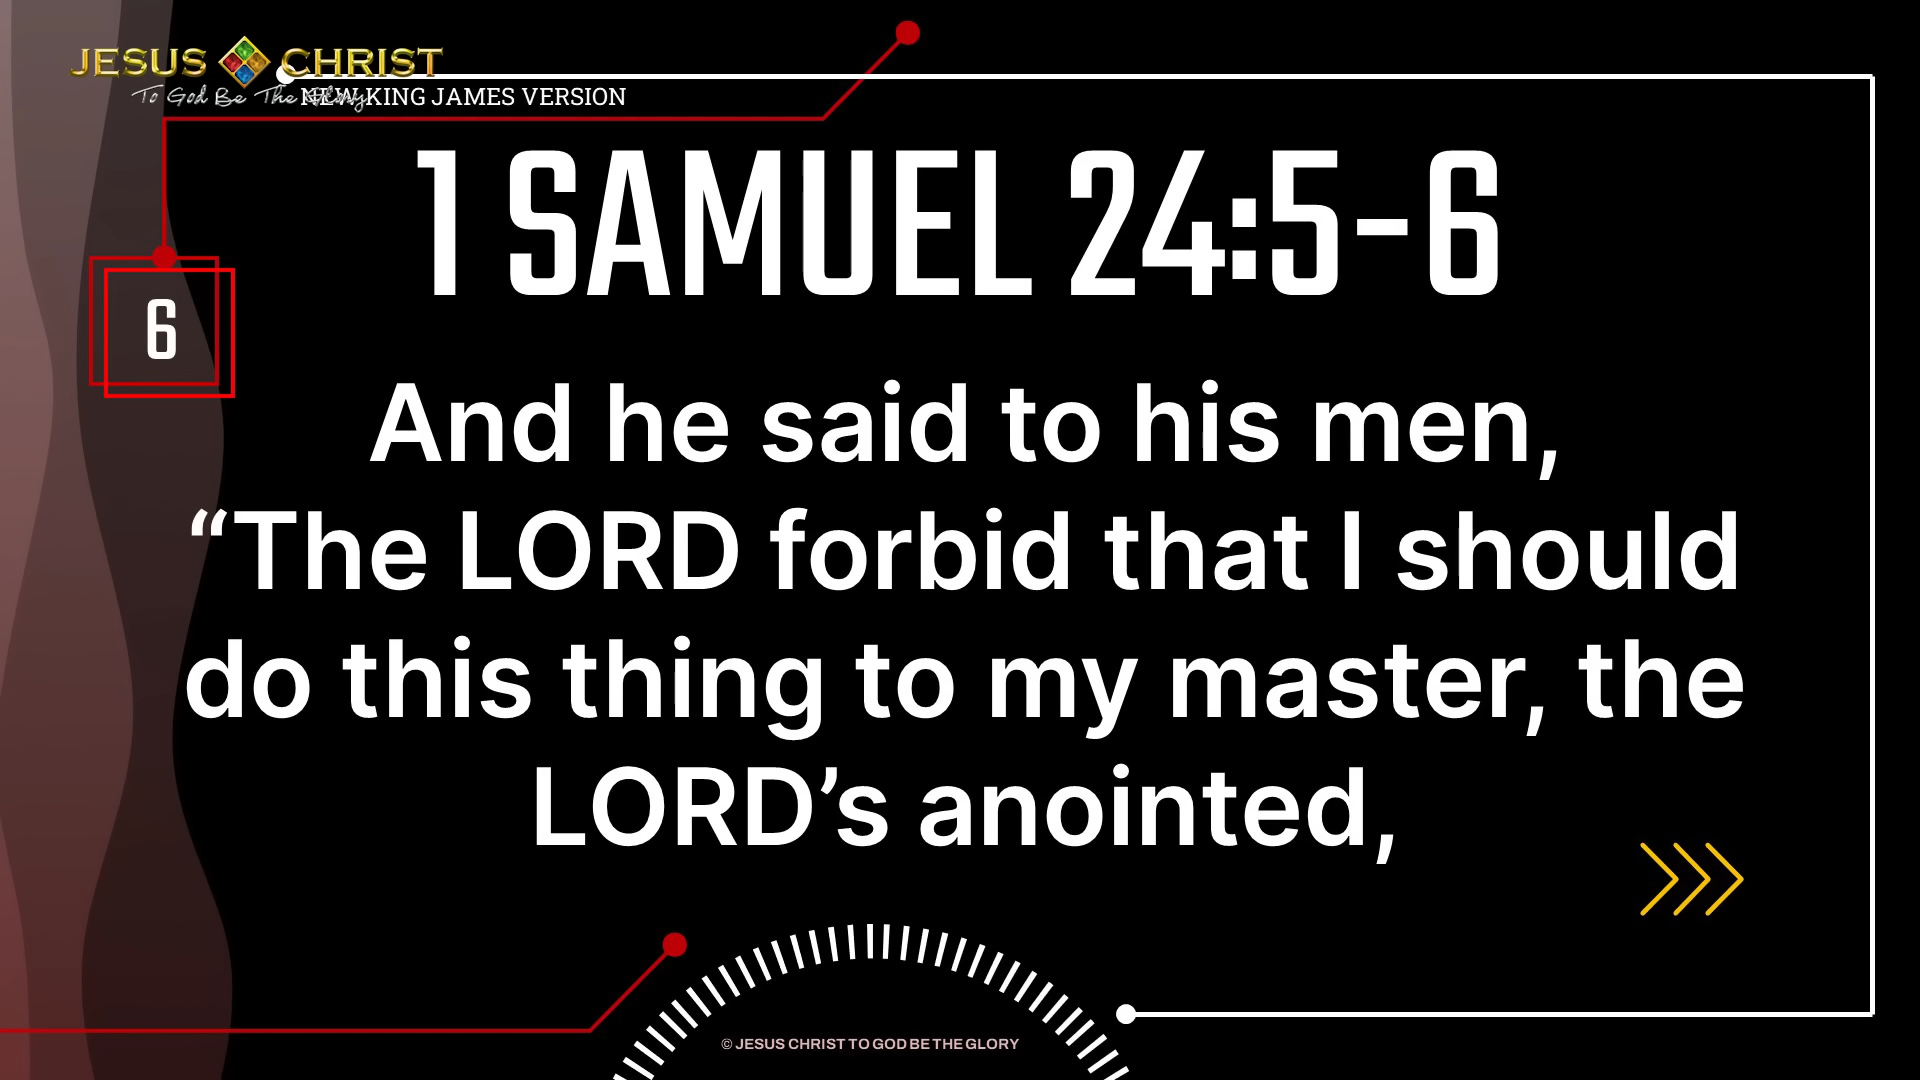 JESUS CHRIST
To God Be The Glory
NEW KING JAMES VERSION
1 SAMUEL 24:5-6
6
And he said to his men,
“The LORD forbid that I should
do this thing to my master, the
LORD’s anointed,
© JESUS CHRIST TO GOD BE THE GLORY